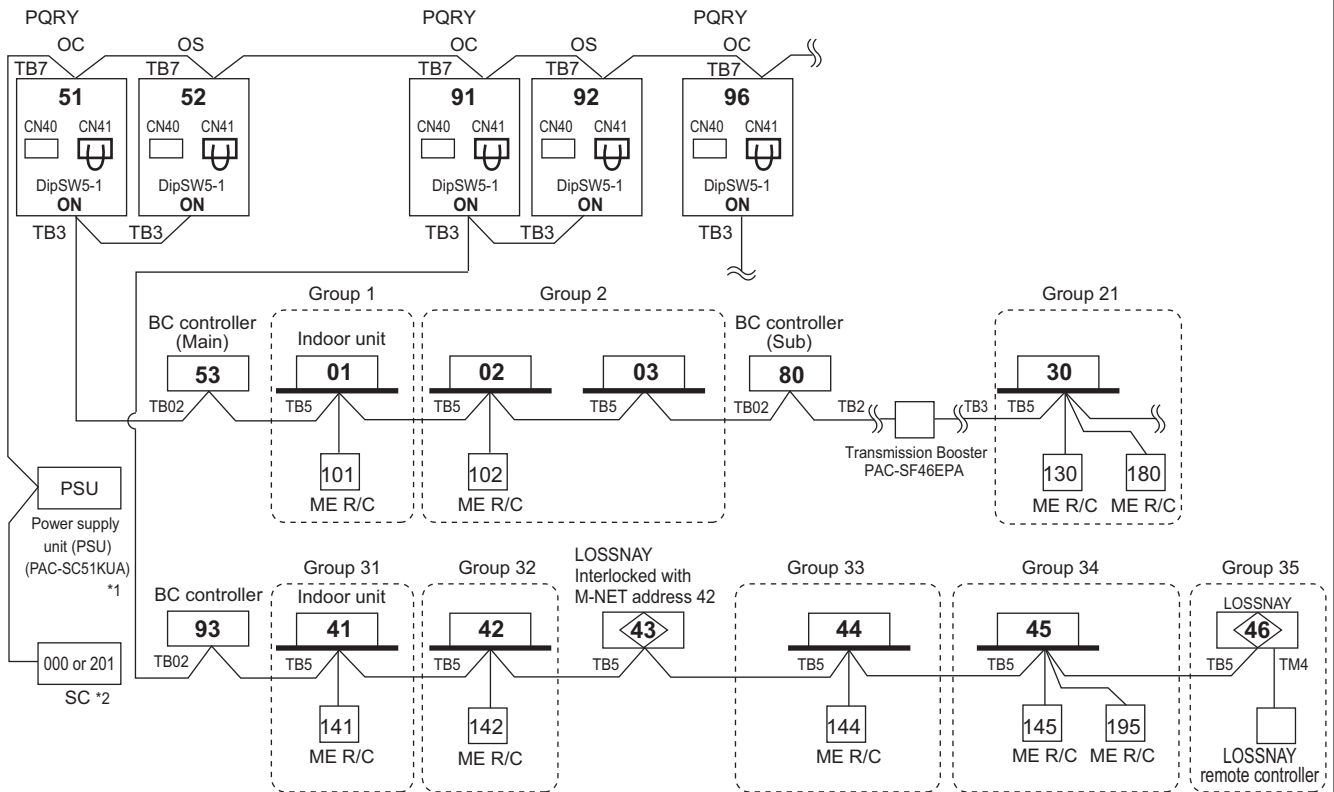 PQRY PQRY PQRY
OC OS OC OS OC
TB7 TB7 TB7 TB7 TB7
51 52 91 92 96
CN40 CN41 CN40 CN41 CN40 CN41 CN40 CN41 CN40 CN41
DipSW5-1 DipSW5-1 DipSW5-1 DipSW5-1 DipSW5-1
ON ON ON ON ON
TB3 TB3 TB3 TB3 TB3
Group 1 Group 2 Group 21
BC controller
(Main)
Indoor unit
BC controller
(Sub)
53 01 02 03 80 30
TB02 TB5 TB5 TB5 TB02 TB2 TB3 TB5
Transmission Booster
PAC-SF46EPA
101 102 130 180
ME R/C ME R/C ME R/C ME R/C
PSU
Power supply
unit (PSU)
(PAC-SC51KUA)
*1
LOSSNAY
Interlocked with
M-NET address 42
Group 31 Group 32 Group 33 Group 34 Group 35
BC controller Indoor unit LOSSNAY
93 41 42 43 44 45 46
TB02 TB5 TB5 TB5 TB5 TB5 TB5 TM4
000 or 201
SC *2
141 142 144 145 195
ME R/C ME R/C ME R/C ME R/C ME R/C
LOSSNAY
remote controller